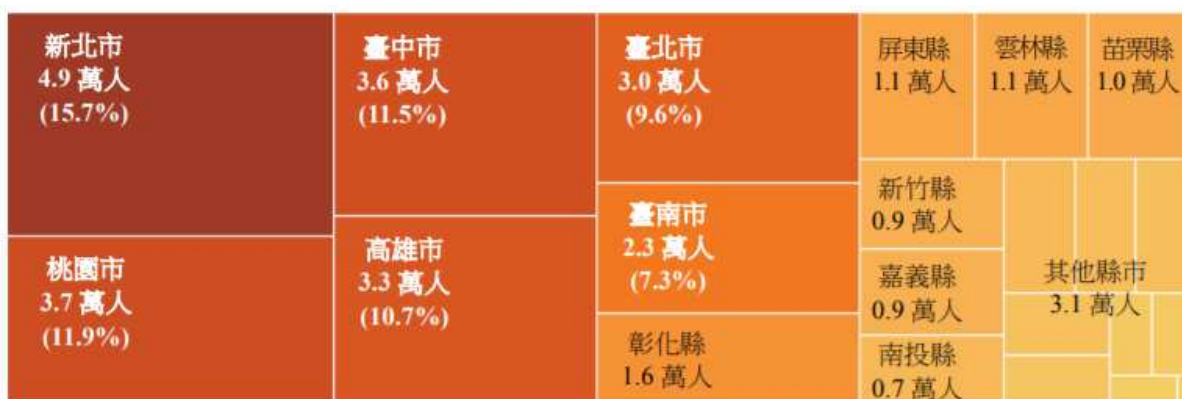 新北市
4.9 萬人
(15.7%)
桃園市
3.7 萬人
(11.9%)
臺中市
3.6 萬人
(11.5%)
高雄市
3.3 萬人
(10.7%)
臺北市
3.0 萬人
(9.6%)
臺南市
2.3 萬人
(7.3%)
彰化縣
1.6 萬人
屏東縣
1.1 萬人
雲林縣
1.1 萬人
苗栗縣
1.0 萬人
新竹縣
0.9 萬人
嘉義縣
0.9 萬人
南投縣
0.7 萬人
其他縣市
3.1 萬人